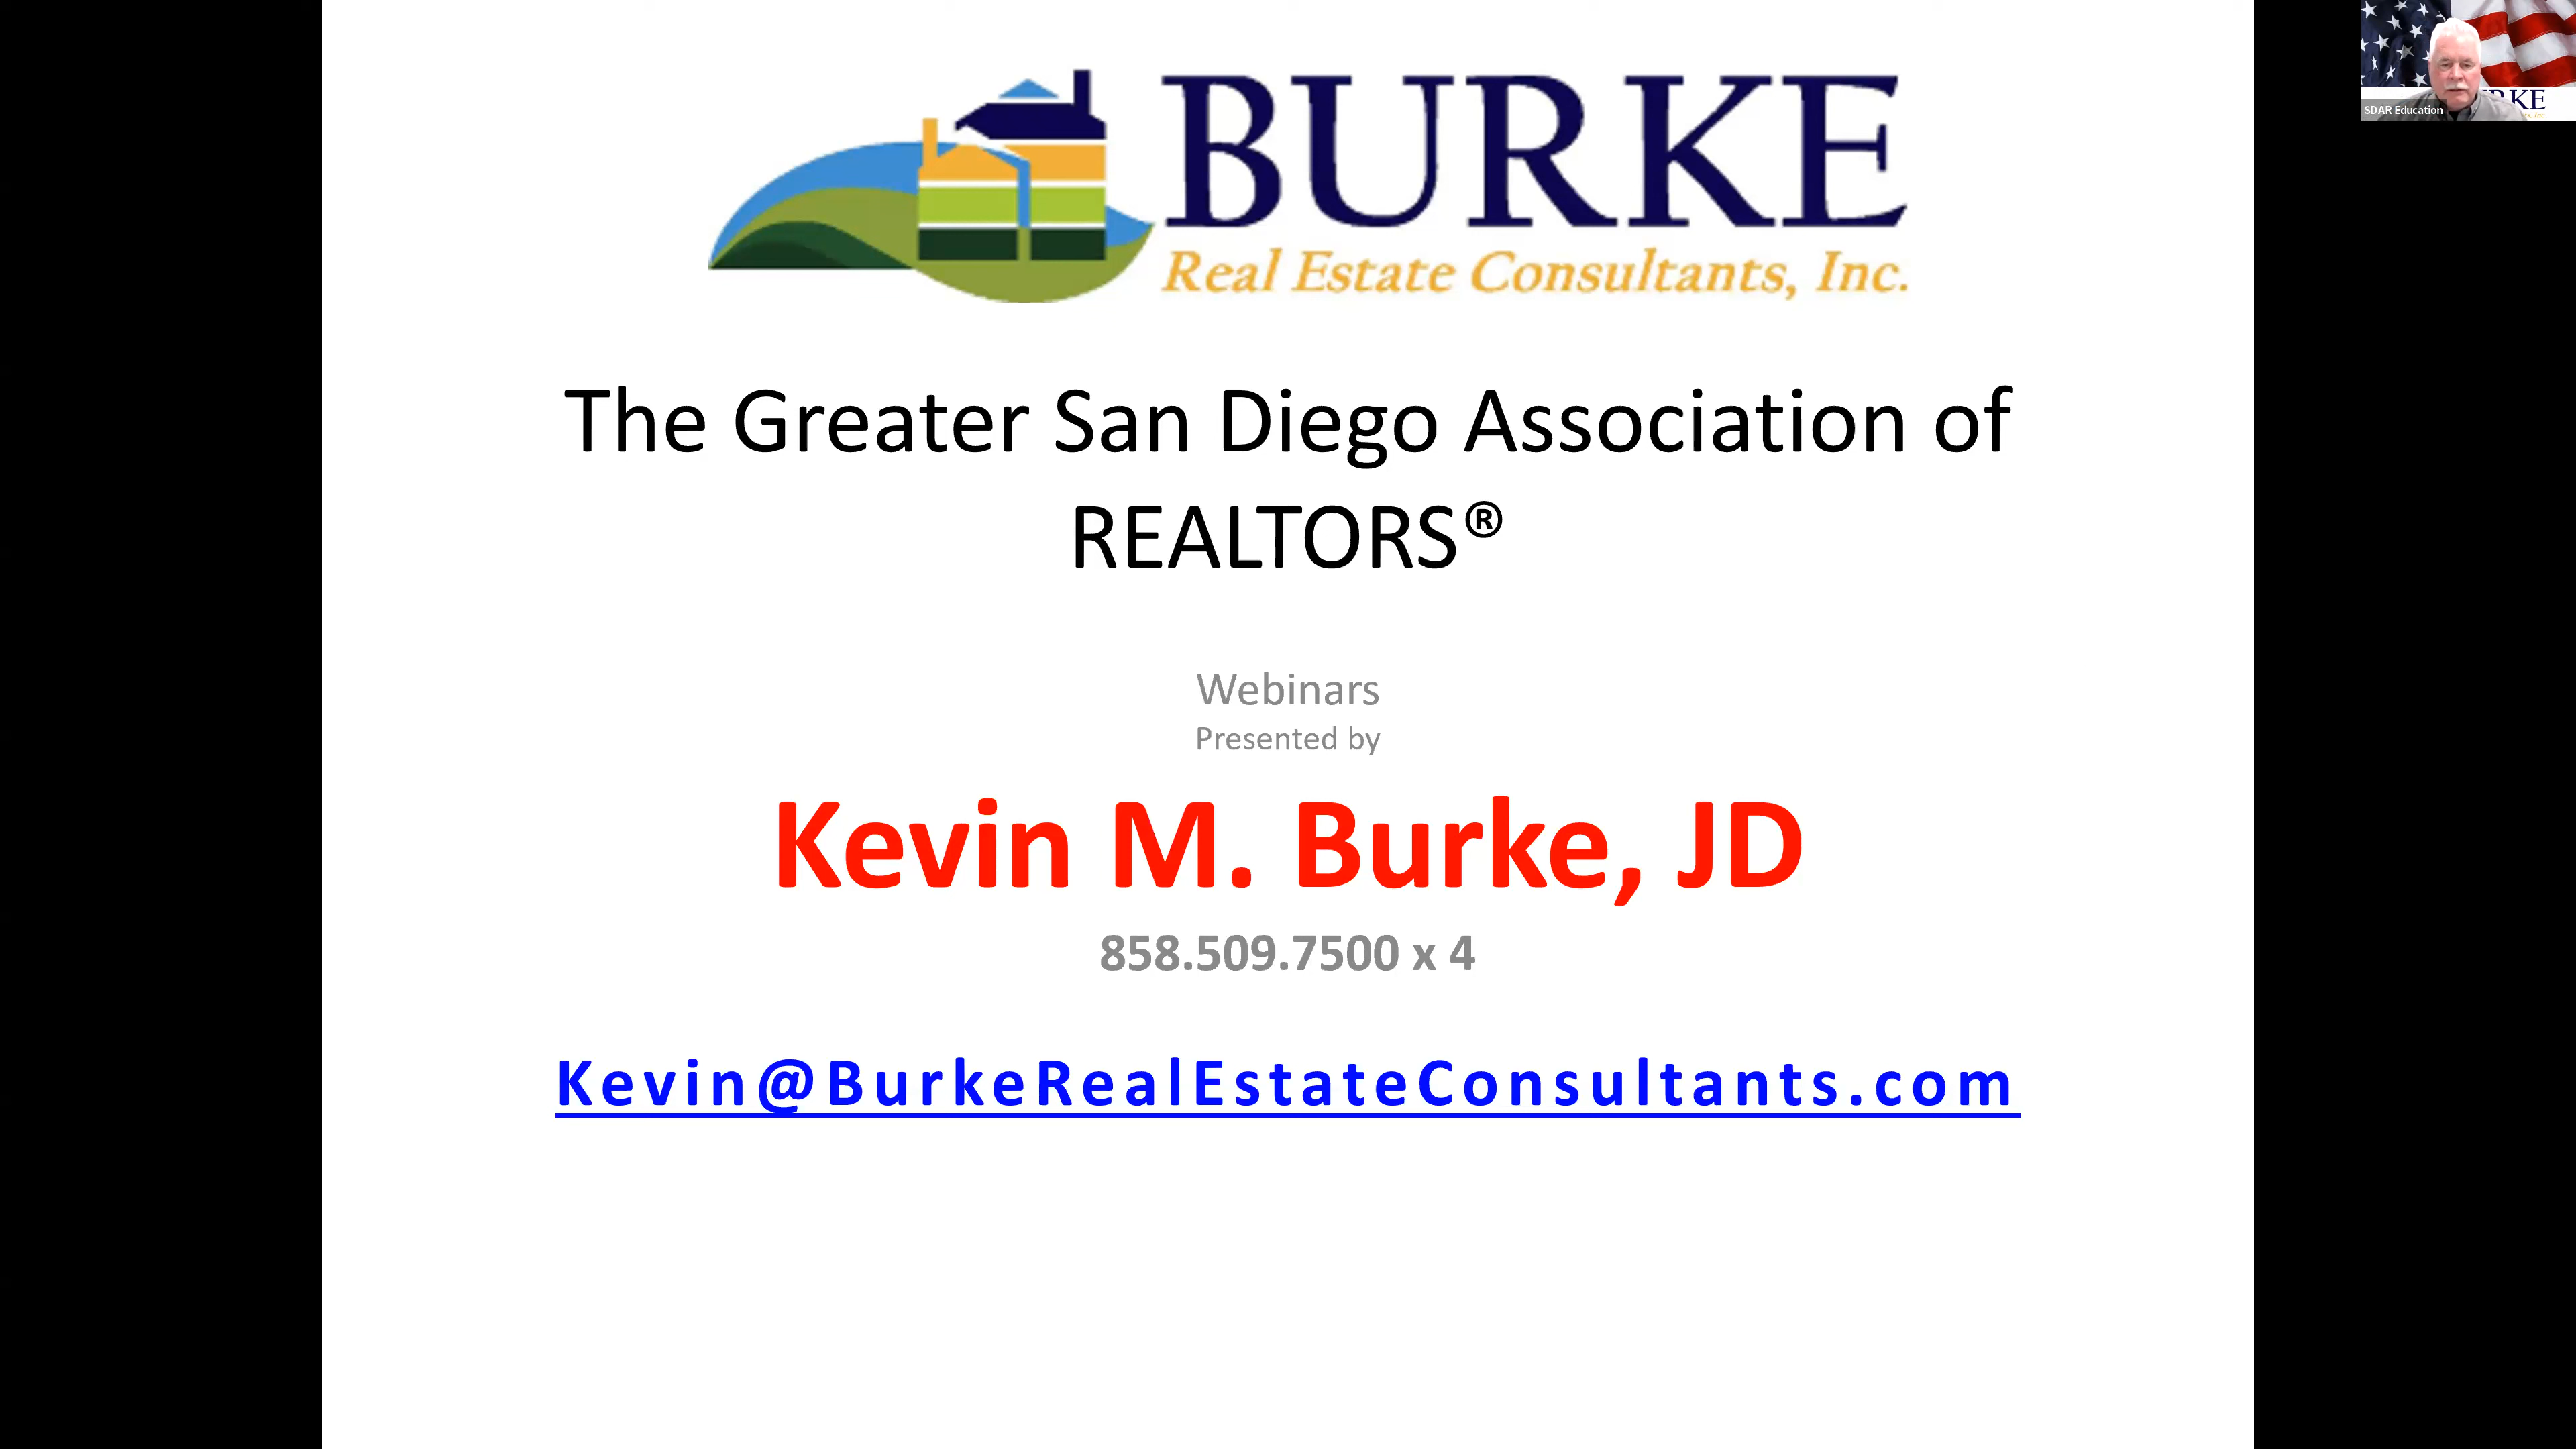 BURKE
Real Estate Consultants, Inc.
The Greater San Diego Association of
REALTORS®
Webinars
Presented by
Kevin M. Burke, JD
858.509.7500 x 4
Kevin@BurkeRealEstateConsultants.com
SDAR Education
RKE